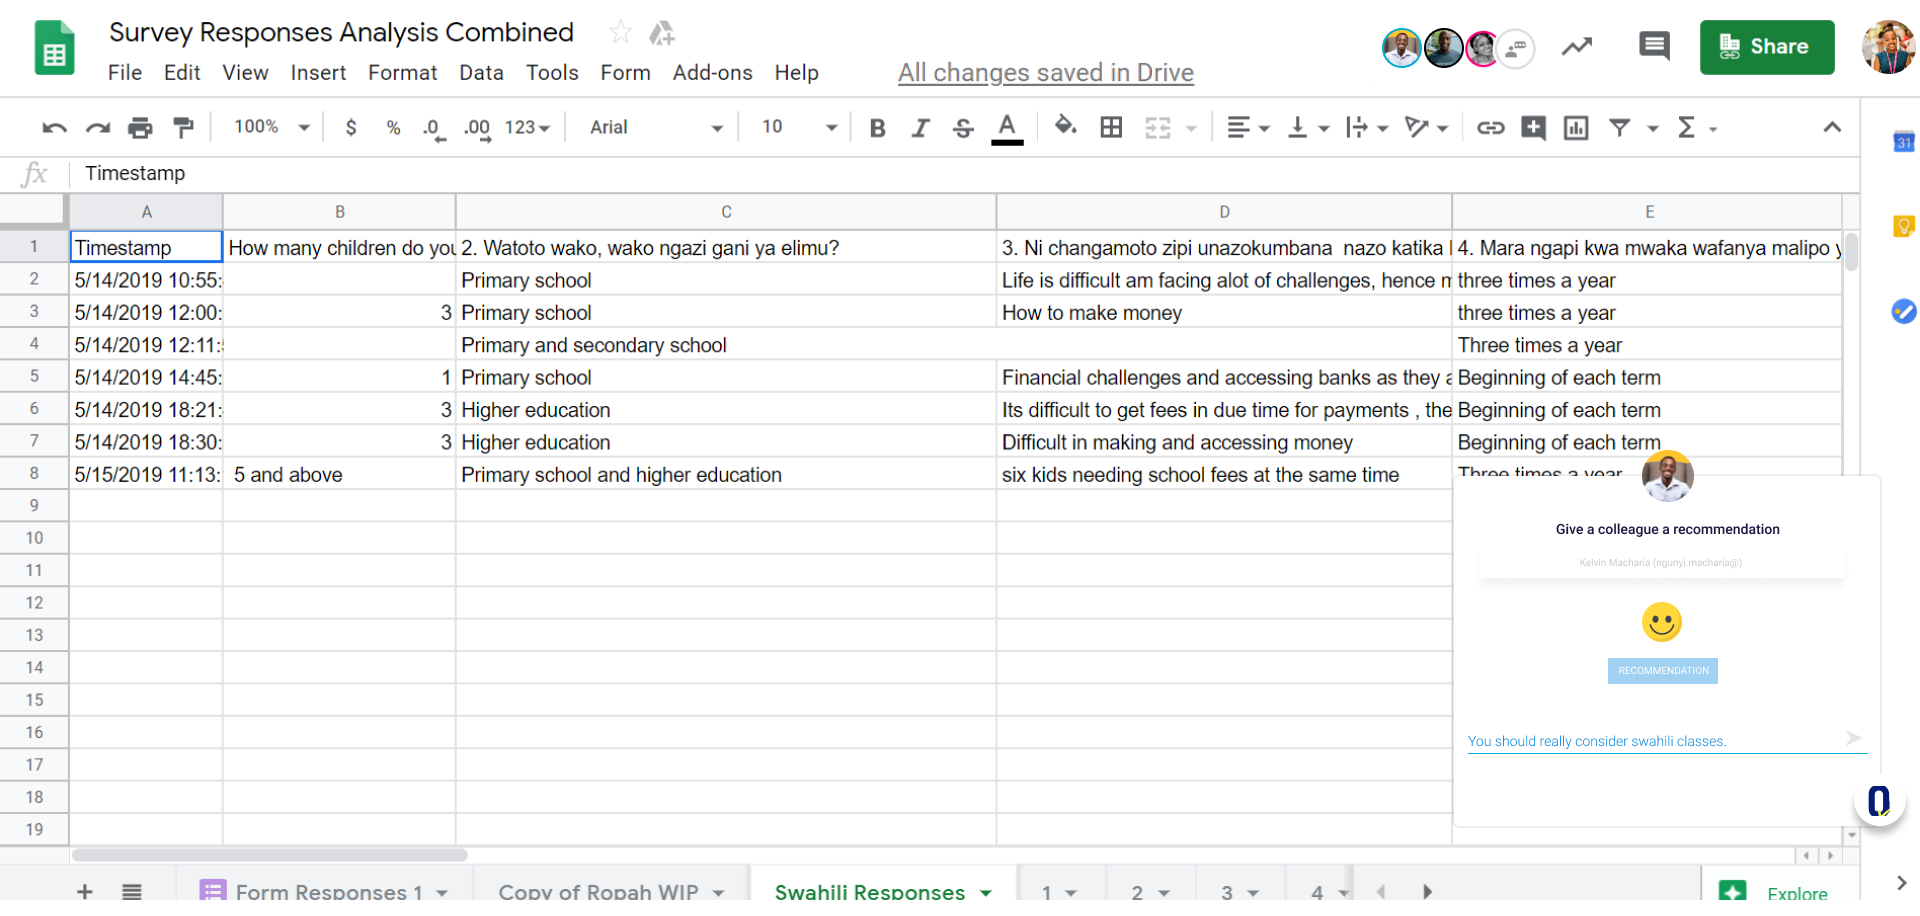 Survey Responses Analysis Combined
Share
File Edit View Insert Format Data Tools Form Add-ons Help
All changes saved in Drive
100% $ % .0 .00 123 Arial 10 B I S A Σ
31
fx Timestamp
A B C D E
1 Timestamp How many children do you 2. Watoto wako, wako ngazi gani ya elimu? 3. Ni changamoto zipi unazokumbana nazo katika 4. Mara ngapi kwa mwaka wafanya malipo y
2 5/14/2019 10:55: Primary school Life is difficult am facing alot of challenges, hence m three times a year
3 5/14/2019 12:00: 3 Primary school How to make money three times a year
4 5/14/2019 12:11: Primary and secondary school Three times a year
5 5/14/2019 14:45: 1 Primary school Financial challenges and accessing banks as they a Beginning of each term
6 5/14/2019 18:21: 3 Higher education Its difficult to get fees in due time for payments , the Beginning of each term
7 5/14/2019 18:30: 3 Higher education Difficult in making and accessing money Beginning of each term
8 5/15/2019 11:13: 5 and above Primary school and higher education six kids needing school fees at the same time Three times a year
9
10
11
12
13
14
15
16
17
18
19
Give a colleague a recommendation
Kelvin Macharia (ngunyi.macharia@)
RECOMMENDATION
You should really consider swahili classes.
Form Responses 1 Copy of Ropah WIP Swahili Responses 1 2 3 4 Explore